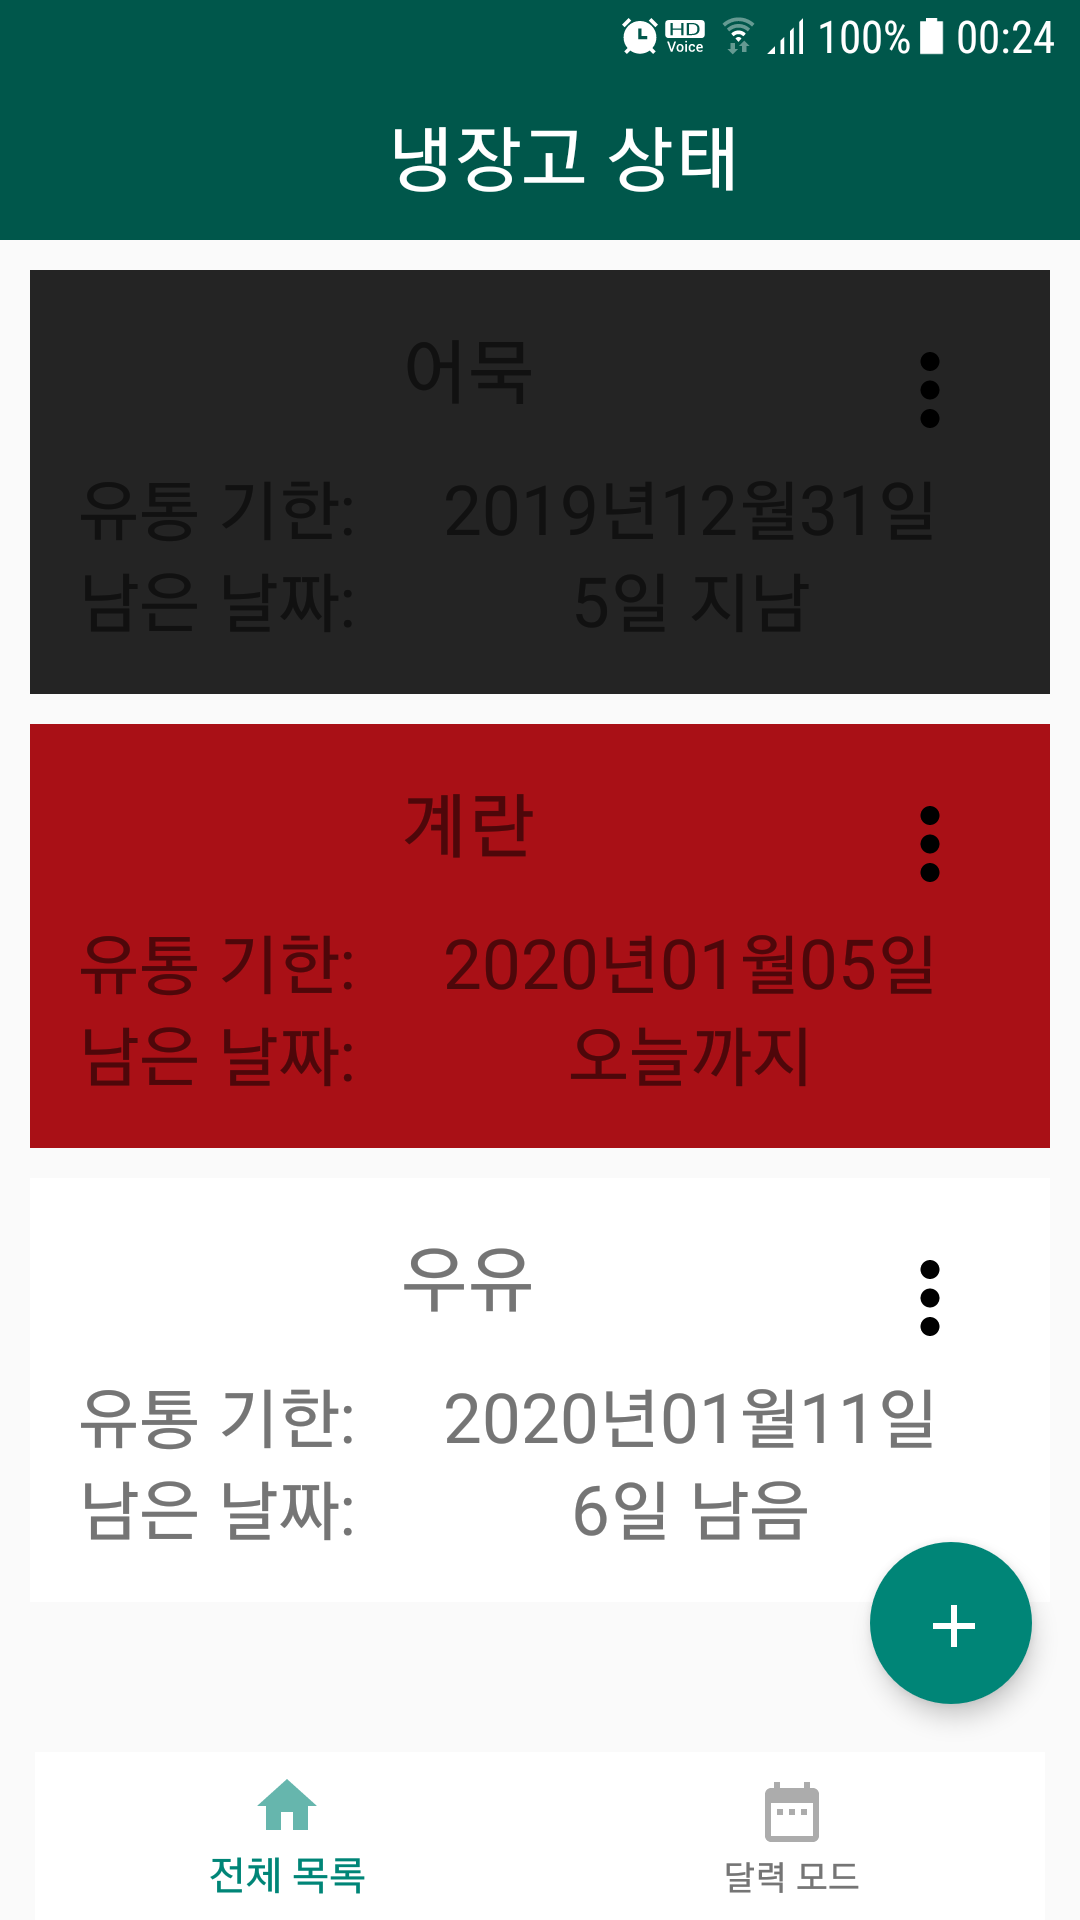 HD Voice 100% 00:24
냉장고 상태
어묵
유통 기한: 2019년12월31일
남은 날짜: 5일 지남
계란
유통 기한: 2020년01월05일
남은 날짜: 오늘까지
우유
유통 기한: 2020년01월11일
남은 날짜: 6일 남음
전체 목록 달력 모드